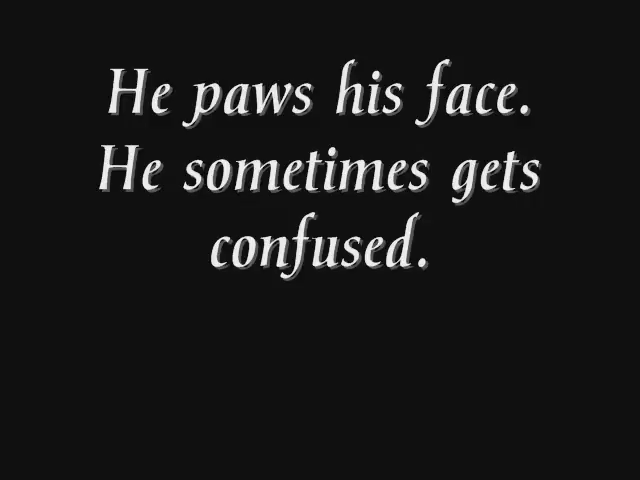 He paws his face.
He sometimes gets
confused.